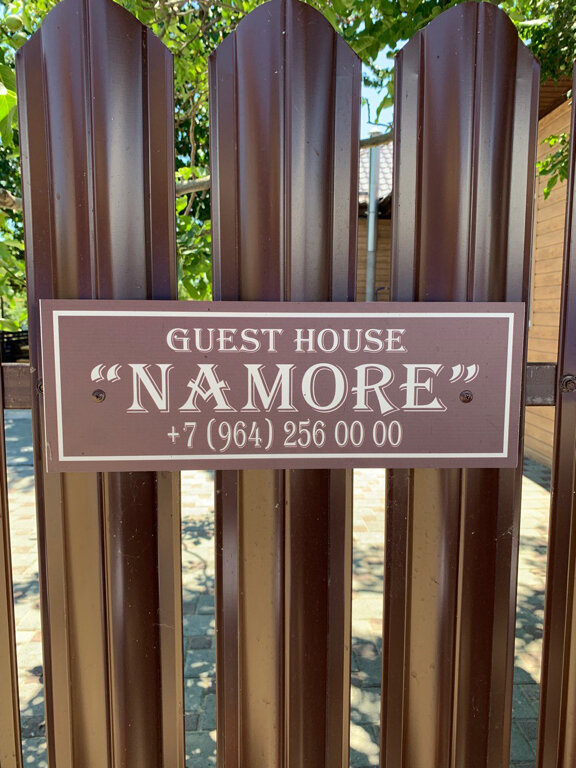 GUEST HOUSE
“NAMORE”
+7 (964) 256 00 00